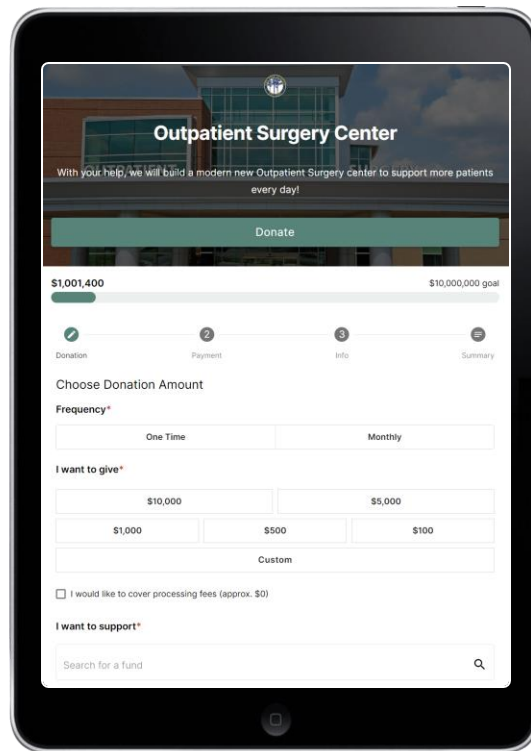 Outpatient Surgery Center
OUTPATIENT SURGERY
With your help, we will build a modern new Outpatient Surgery center to support more patients
every day!
Donate
$1,001,400 $10,000,000 goal
2 3
Donation Payment Info Summary
Choose Donation Amount
Frequency*
One Time Monthly
I want to give*
$10,000 $5,000
$1,000 $500 $100
Custom
I would like to cover processing fees (approx. $0)
I want to support*
Search for a fund